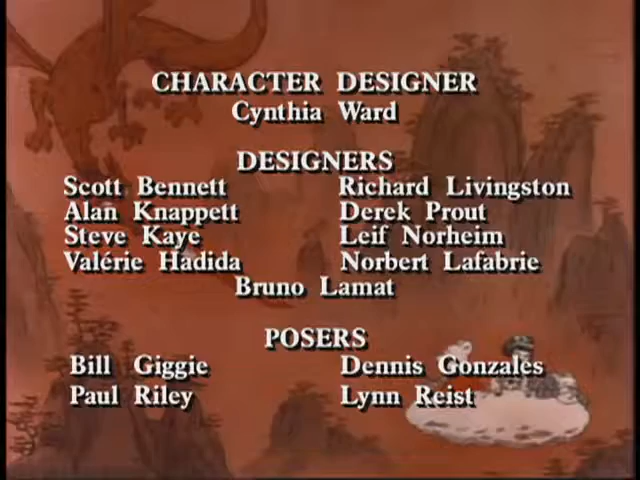 CHARACTER DESIGNER
Cynthia Ward
DESIGNERS
Scott Bennett Richard Livingston
Alan Knappett Derek Prout
Steve Kaye Leif Norheim
Valérie Hadida Norbert Lafabrie
Bruno Lamat
POSERS
Bill Giggie Dennis Gonzales
Paul Riley Lynn Reist